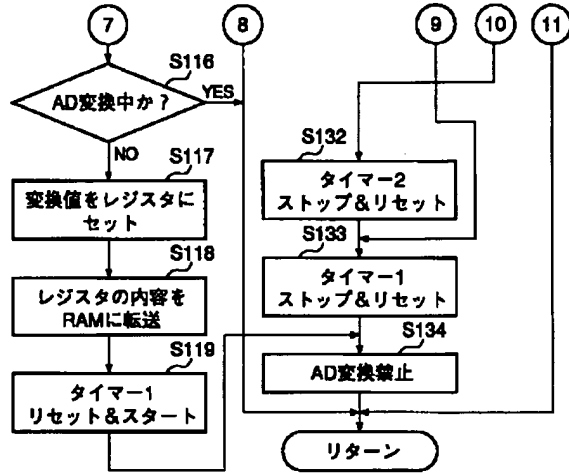 7
8
9
10
11
S116
AD変換中か?
YES
NO
S117
変換値をレジスタに
セット
S118
レジスタの内容を
RAMに転送
S119
タイマー1
リセット&スタート
S132
タイマー2
ストップ&リセット
S133
タイマー1
ストップ&リセット
S134
AD変換禁止
リターン